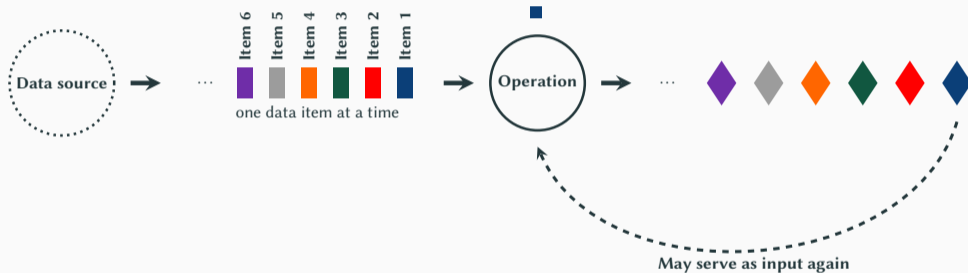 Data source
...
Item 6
Item 5
Item 4
Item 3
Item 2
Item 1
one data item at a time
Operation
...
May serve as input again